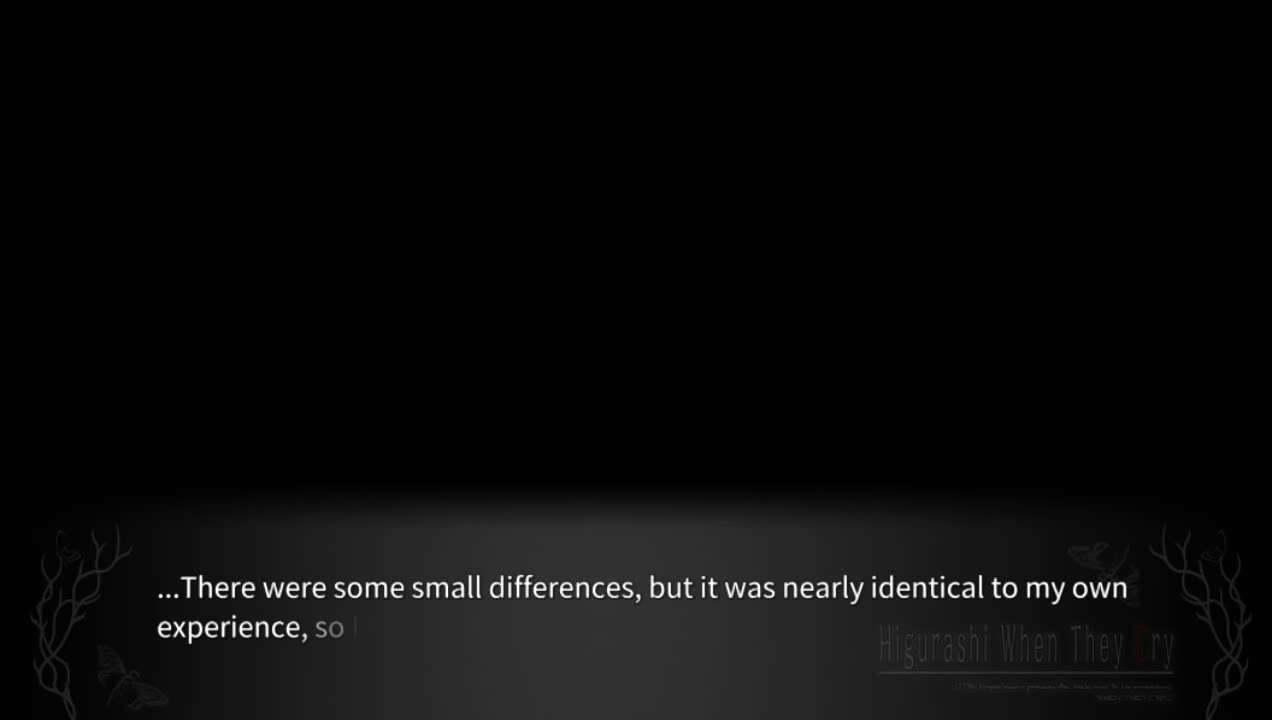 ...There were some small differences, but it was nearly identical to my own
experience, so
Higurashi When They Cry